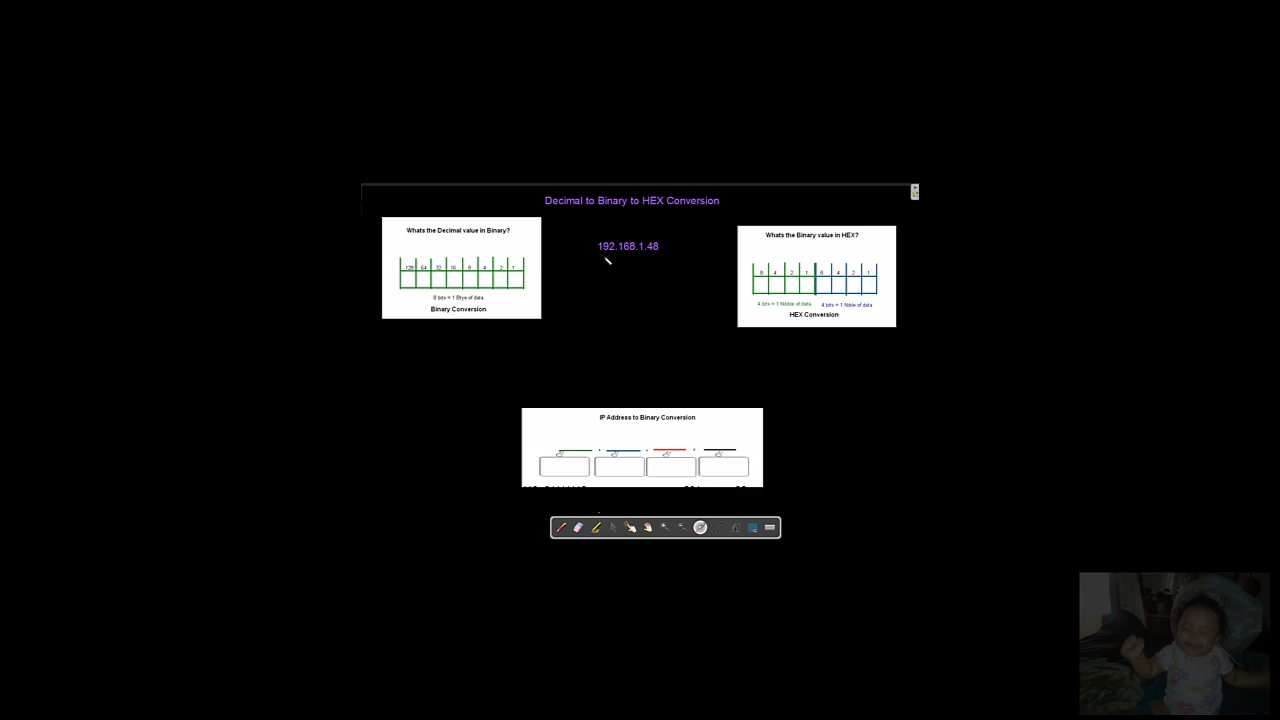 Decimal to Binary to HEX Conversion
Whats the Decimal value in Binary?
128 64 32 16 8 4 2 1
8 bits = 1 Btye of data
Binary Conversion
192.168.1.48
Whats the Binary value in HEX?
8 4 2 1 8 4 2 1
4 bits = 1 Nibble of data 4 bits = 1 Nible of data
HEX Conversion
IP Address to Binary Conversion